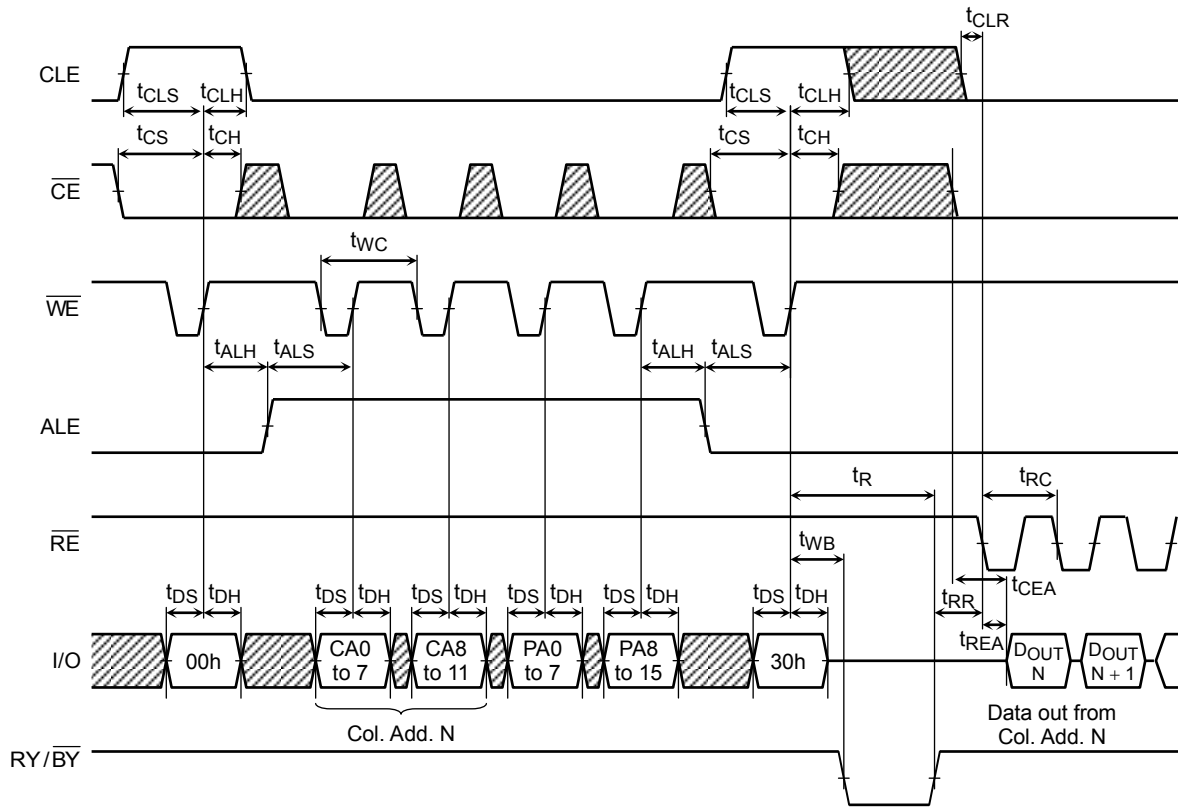 tCLR
CLE
tCLS tCLH tCLS tCLH
tCS tCH tCS tCH
CE
tWC
WE
tALH tALS tALH tALS
ALE
tR tRC
RE
tWB
tDS tDH tDS tDH tDS tDH tDS tDH tDS tDH tDS tDH tRR tCEA
tREA
I/O 00h CA0 to 7 CA8 to 11 PA0 to 7 PA8 to 15 30h DOUT N DOUT N + 1
Col. Add. N
Data out from
Col. Add. N
RY/BY